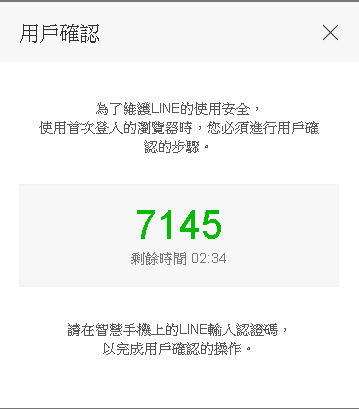 用戶確認
為了維護LINE的使用安全，
使用首次登入的瀏覽器時，您必須進行用戶確
認的步驟。
7145
剩餘時間 02:34
請在智慧手機上的LINE輸入認證碼，
以完成用戶確認的操作。